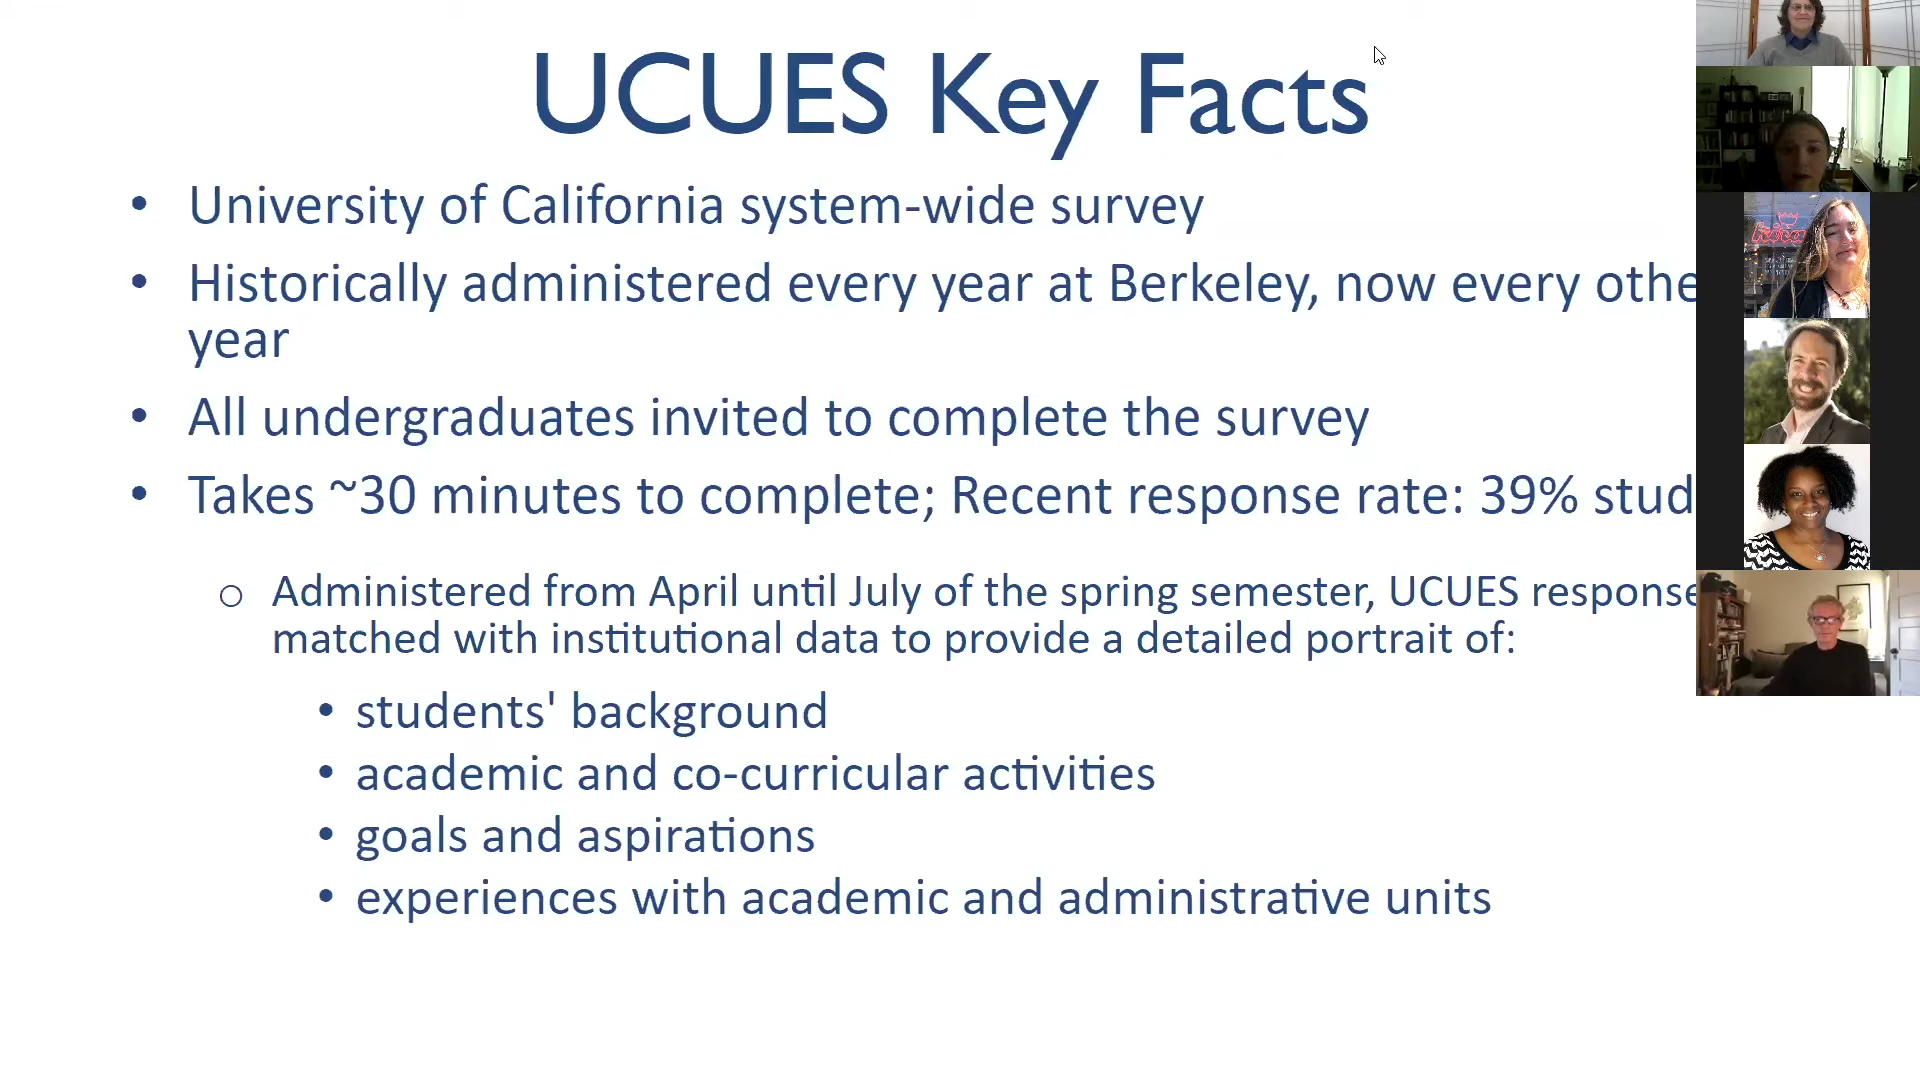 UCUES Key Facts
• University of California system-wide survey
• Historically administered every year at Berkeley, now every othe
year
• All undergraduates invited to complete the survey
• Takes ~30 minutes to complete; Recent response rate: 39% stud
o Administered from April until July of the spring semester, UCUES response
matched with institutional data to provide a detailed portrait of:
• students' background
• academic and co-curricular activities
• goals and aspirations
• experiences with academic and administrative units